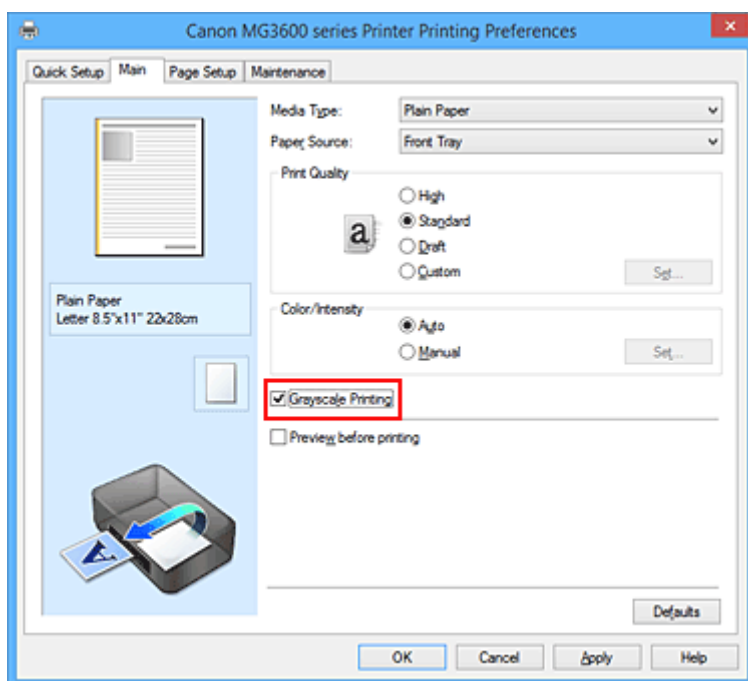 Canon MG3600 series Printer Printing Preferences
Quick Setup Main Page Setup Maintenance
Media Type: Plain Paper
Paper Source: Front Tray
Print Quality
High
a Standard
Draft
Custom Set...
Plain Paper
Letter 8.5"x11" 22x28cm
Color/Intensity
Auto
Manual Set...
Grayscale Printing
Preview before printing
A
Defaults
OK Cancel Apply Help